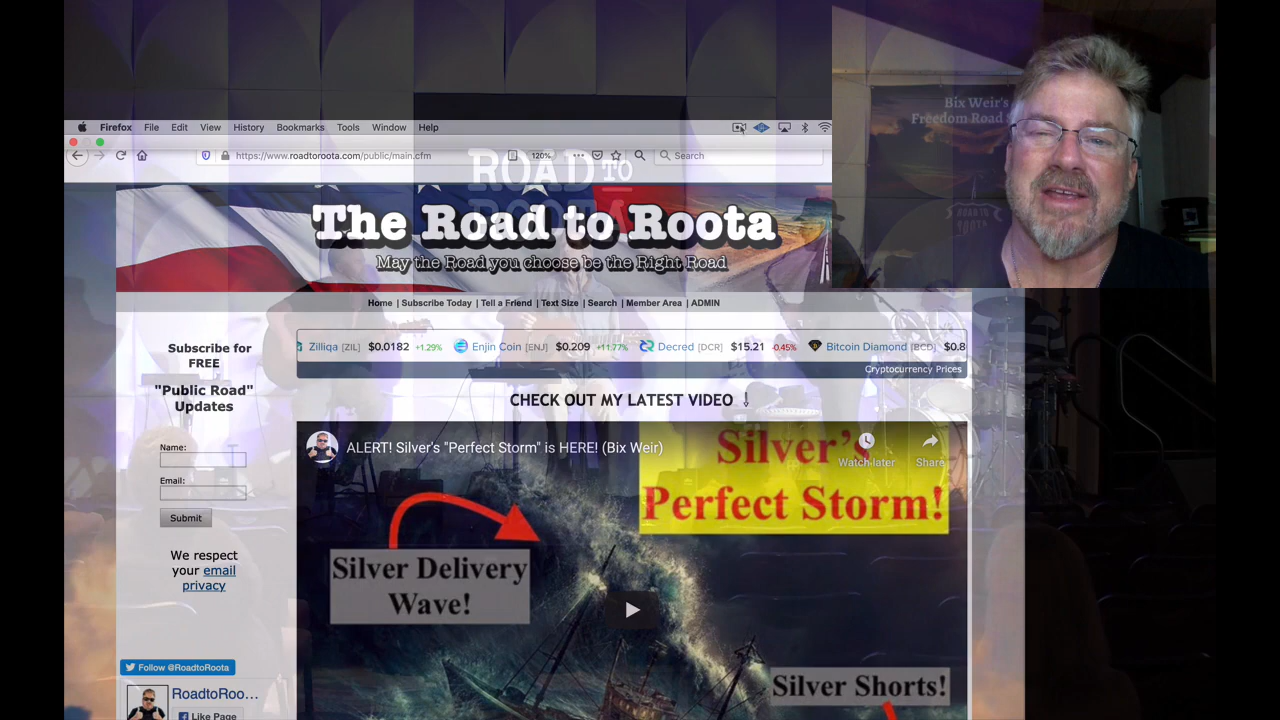 Firefox File Edit View History Bookmarks Tools Window Help
https://www.roadtoroota.com/public/main.cfm 120% Search
Bix Weir's
Freedom Road
ROAD TO
ROOTA
The Road to Roota
May the Road you choose be the Right Road
Home | Subscribe Today | Tell a Friend | Text Size | Search | Member Area | ADMIN
Zilliqa [ZIL] $0.0182 +1.29% Enjin Coin [ENJ] $0.209 +11.77% Decred [DCR] $15.21 -0.45% Bitcoin Diamond [BCD] $0.8
Cryptocurrency Prices
Subscribe for
FREE
"Public Road"
Updates
Name:
Email:
Submit
We respect
your email
privacy
Follow @RoadtoRoota
RoadtoRoo...
Like Page
CHECK OUT MY LATEST VIDEO
ALERT! Silver's "Perfect Storm" is HERE! (Bix Weir)
Watch later Share
Silver's
Perfect Storm!
Silver Delivery
Wave!
Silver Shorts!